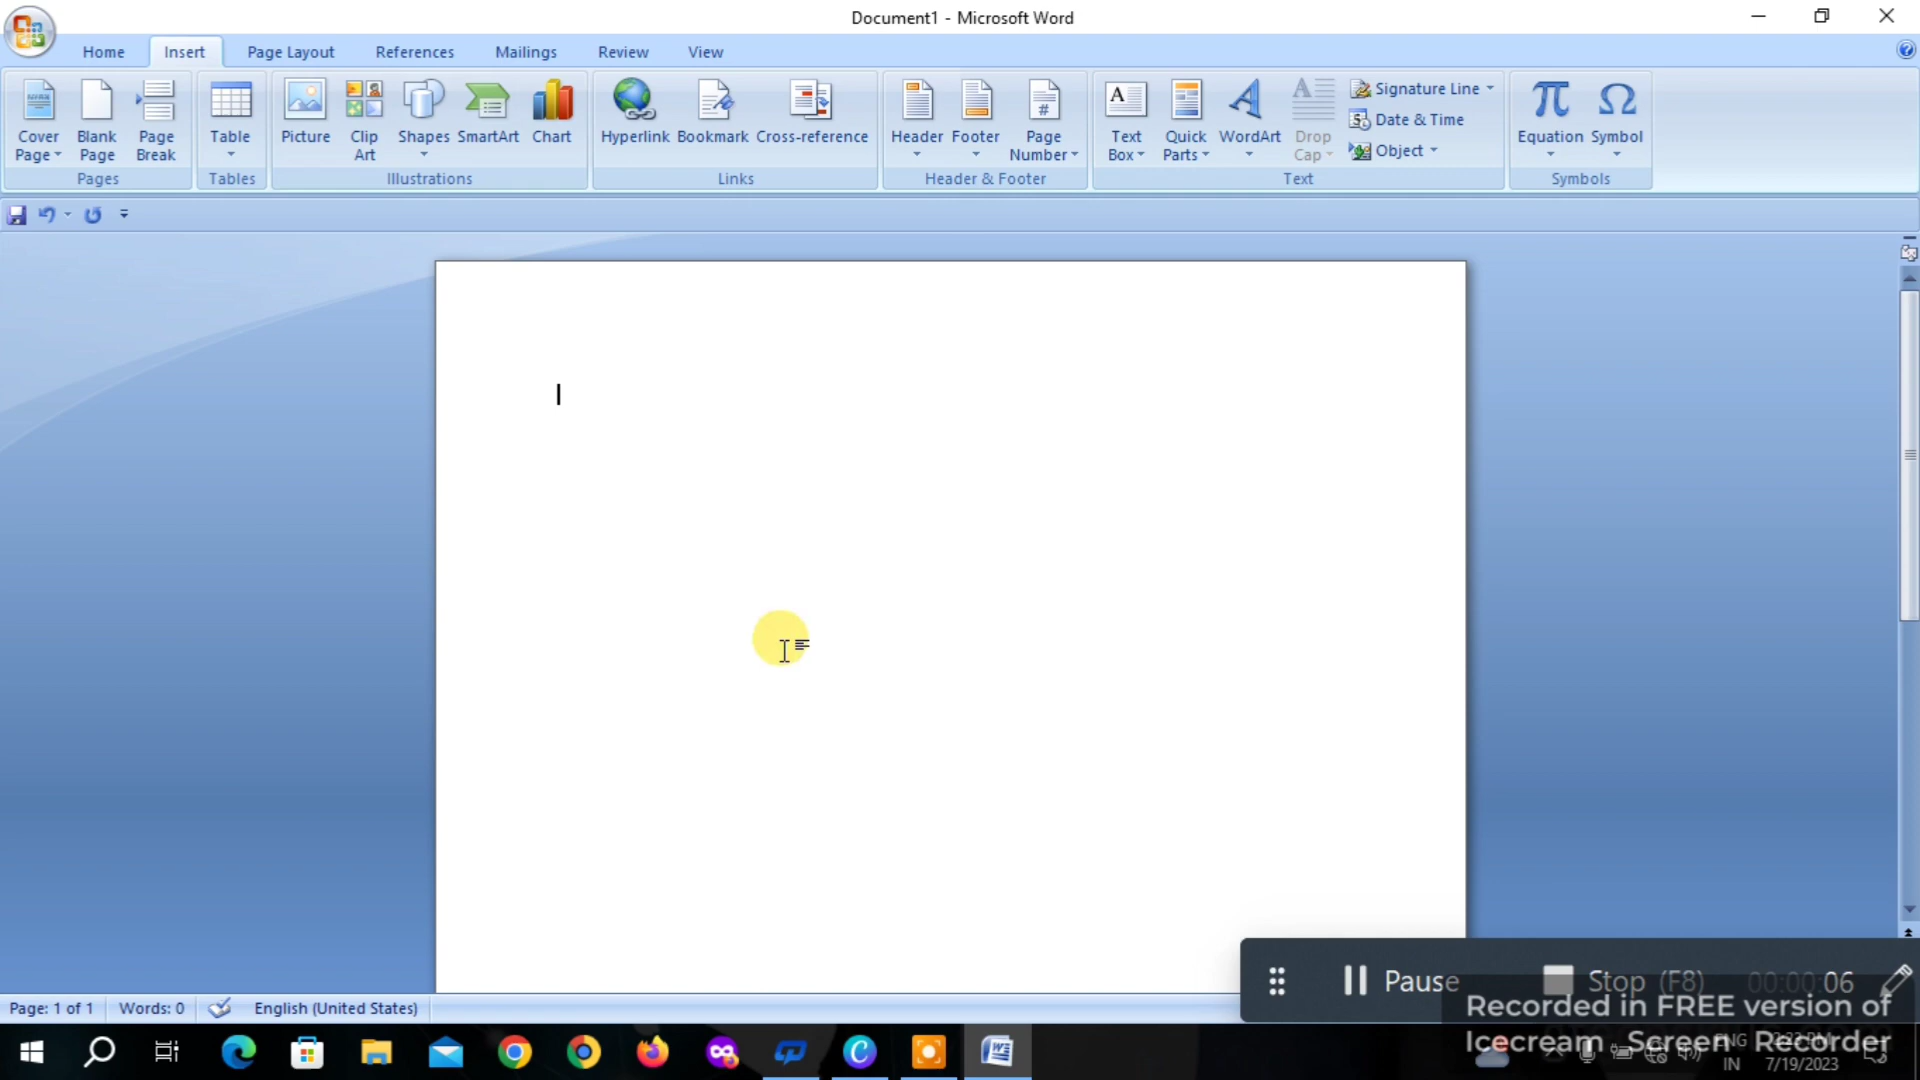 Document1 - Microsoft Word
Home Insert Page Layout References Mailings Review View
Cover Page
Blank Page
Page Break
Pages
Table
Tables
Picture
Clip Art
Shapes
SmartArt
Chart
Illustrations
Hyperlink
Bookmark
Cross-reference
Links
Header
Footer
Page Number
Header & Footer
Text Box
Quick Parts
WordArt
Drop Cap
Signature Line
Date & Time
Object
Text
Equation
Symbol
Symbols
Pause Stop (F8) 00:00:06
Page: 1 of 1 Words: 0 English (United States)
Recorded in FREE version of
Icecream Screen Recorder
ENG
IN 7/19/2023